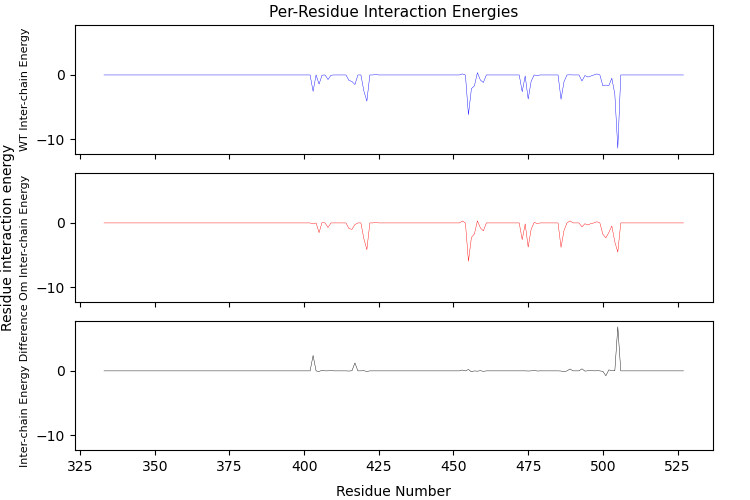 Per-Residue Interaction Energies
WT Inter-chain Energy
0
−10
Om Inter-chain Energy
0
−10
Inter-chain Energy Difference
0
−10
Residue interaction energy
325 350 375 400 425 450 475 500 525
Residue Number